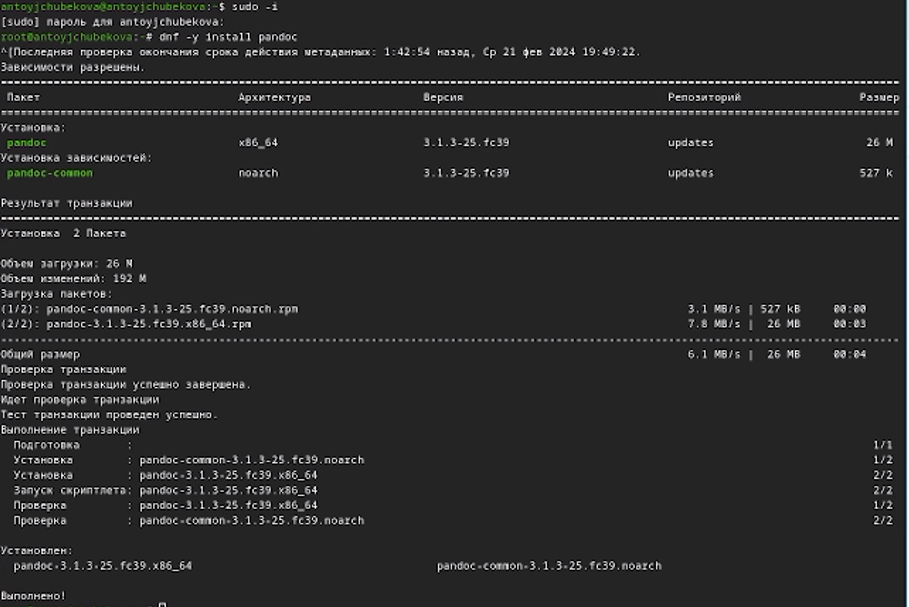 antoyjchubekova@antoyjchubekova:~$ sudo -i
[sudo] пароль для antoyjchubekova:
root@antoyjchubekova:~# dnf -y install pandoc
^[Последняя проверка окончания срока действия метаданных: 1:42:54 назад, Ср 21 фев 2024 19:49:22.
Зависимости разрешены.
Пакет Архитектура Версия Репозиторий Размер
Установка:
pandoc x86_64 3.1.3-25.fc39 updates 26 M
Установка зависимостей:
pandoc-common noarch 3.1.3-25.fc39 updates 527 k
Результат транзакции
Установка 2 Пакета
Объем загрузки: 26 M
Объем изменений: 192 M
Загрузка пакетов:
(1/2): pandoc-common-3.1.3-25.fc39.noarch.rpm 3.1 MB/s | 527 kB 00:00
(2/2): pandoc-3.1.3-25.fc39.x86_64.rpm 7.8 MB/s | 26 MB 00:03
Общий размер 6.1 MB/s | 26 MB 00:04
Проверка транзакции
Проверка транзакции успешно завершена.
Идет проверка транзакции
Тест транзакции проведен успешно.
Выполнение транзакции
Подготовка : 1/1
Установка : pandoc-common-3.1.3-25.fc39.noarch 1/2
Установка : pandoc-3.1.3-25.fc39.x86_64 2/2
Запуск скриптлета: pandoc-3.1.3-25.fc39.x86_64 2/2
Проверка : pandoc-3.1.3-25.fc39.x86_64 1/2
Проверка : pandoc-common-3.1.3-25.fc39.noarch 2/2
Установлен:
pandoc-3.1.3-25.fc39.x86_64 pandoc-common-3.1.3-25.fc39.noarch
Выполнено!